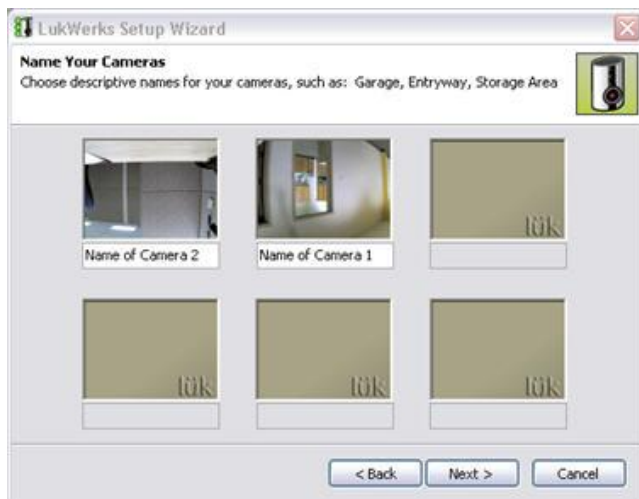 LukWerks Setup Wizard
Name Your Cameras
Choose descriptive names for your cameras, such as: Garage, Entryway, Storage Area
Name of Camera 2
Name of Camera 1
lük
lük
lük
lük
< Back
Next >
Cancel